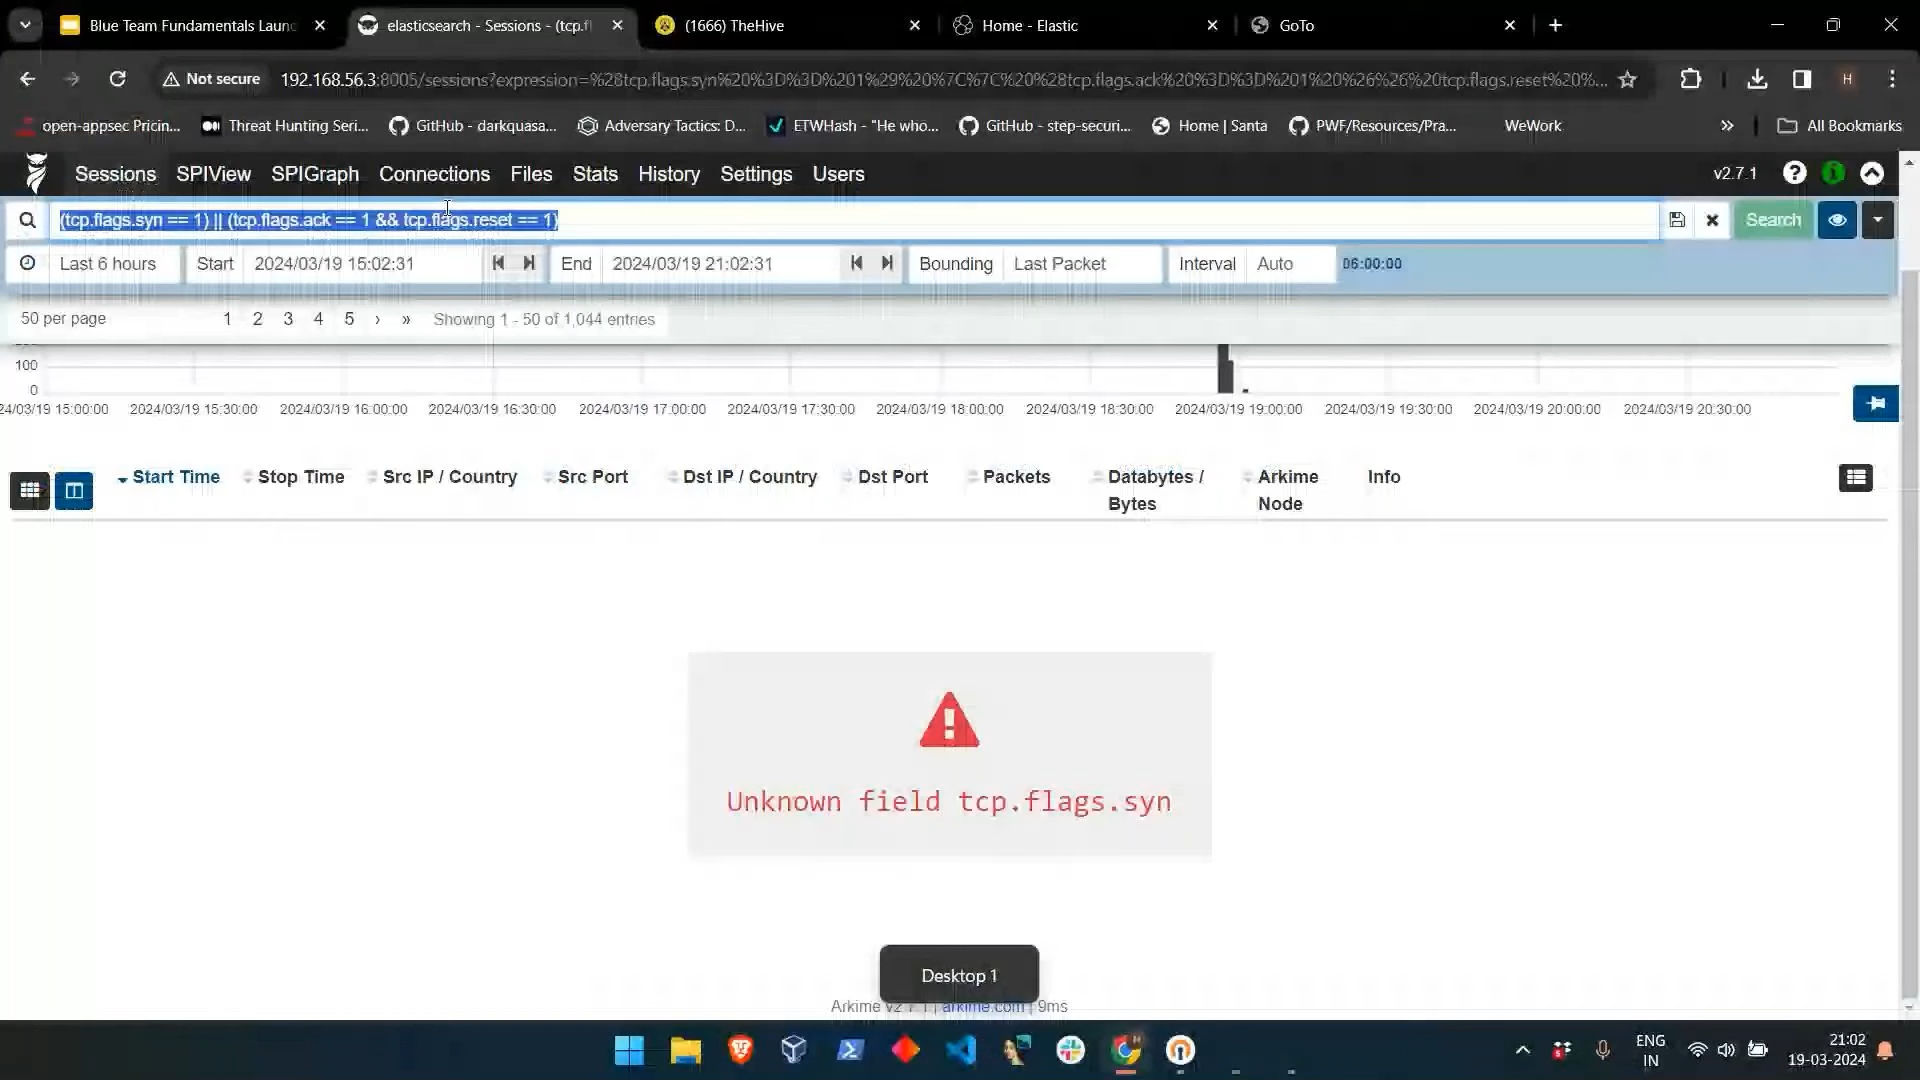 Blue Team Fundamentals Laun
elasticsearch - Sessions - (tcp.fl
(1666) TheHive
Home - Elastic
GoTo
Not secure
192.168.56.3:8005/sessions?expression=%28tcp.flags.syn%20%3D%3D%201%29%20%7C%7C%20%28tcp.flags.ack%20%3D%3D%201%20%26%26%20tcp.flags.reset%20%...
H
open-appsec Pricin...
Threat Hunting Seri...
GitHub - darkquasa...
Adversary Tactics: D...
ETWHash - "He who...
GitHub - step-securi...
Home | Santa
PWF/Resources/Pra...
WeWork
»
All Bookmarks
Sessions
SPIView
SPIGraph
Connections
Files
Stats
History
Settings
Users
v2.7.1
(tcp.flags.syn == 1) || (tcp.flags.ack == 1 && tcp.flags.reset == 1)
Search
Last 6 hours
Start
2024/03/19 15:02:31
End
2024/03/19 21:02:31
Bounding
Last Packet
Interval
Auto
06:00:00
50 per page
1 2 3 4 5 › »
Showing 1 - 50 of 1,044 entries
100
0
24/03/19 15:00:00
2024/03/19 15:30:00
2024/03/19 16:00:00
2024/03/19 16:30:00
2024/03/19 17:00:00
2024/03/19 17:30:00
2024/03/19 18:00:00
2024/03/19 18:30:00
2024/03/19 19:00:00
2024/03/19 19:30:00
2024/03/19 20:00:00
2024/03/19 20:30:00
Start Time
Stop Time
Src IP / Country
Src Port
Dst IP / Country
Dst Port
Packets
Databytes /
Bytes
Arkime
Node
Info
Unknown field tcp.flags.syn
Desktop 1
Arkime v2.7.1 | arkime.com | 9ms
ENG
IN
21:02
19-03-2024